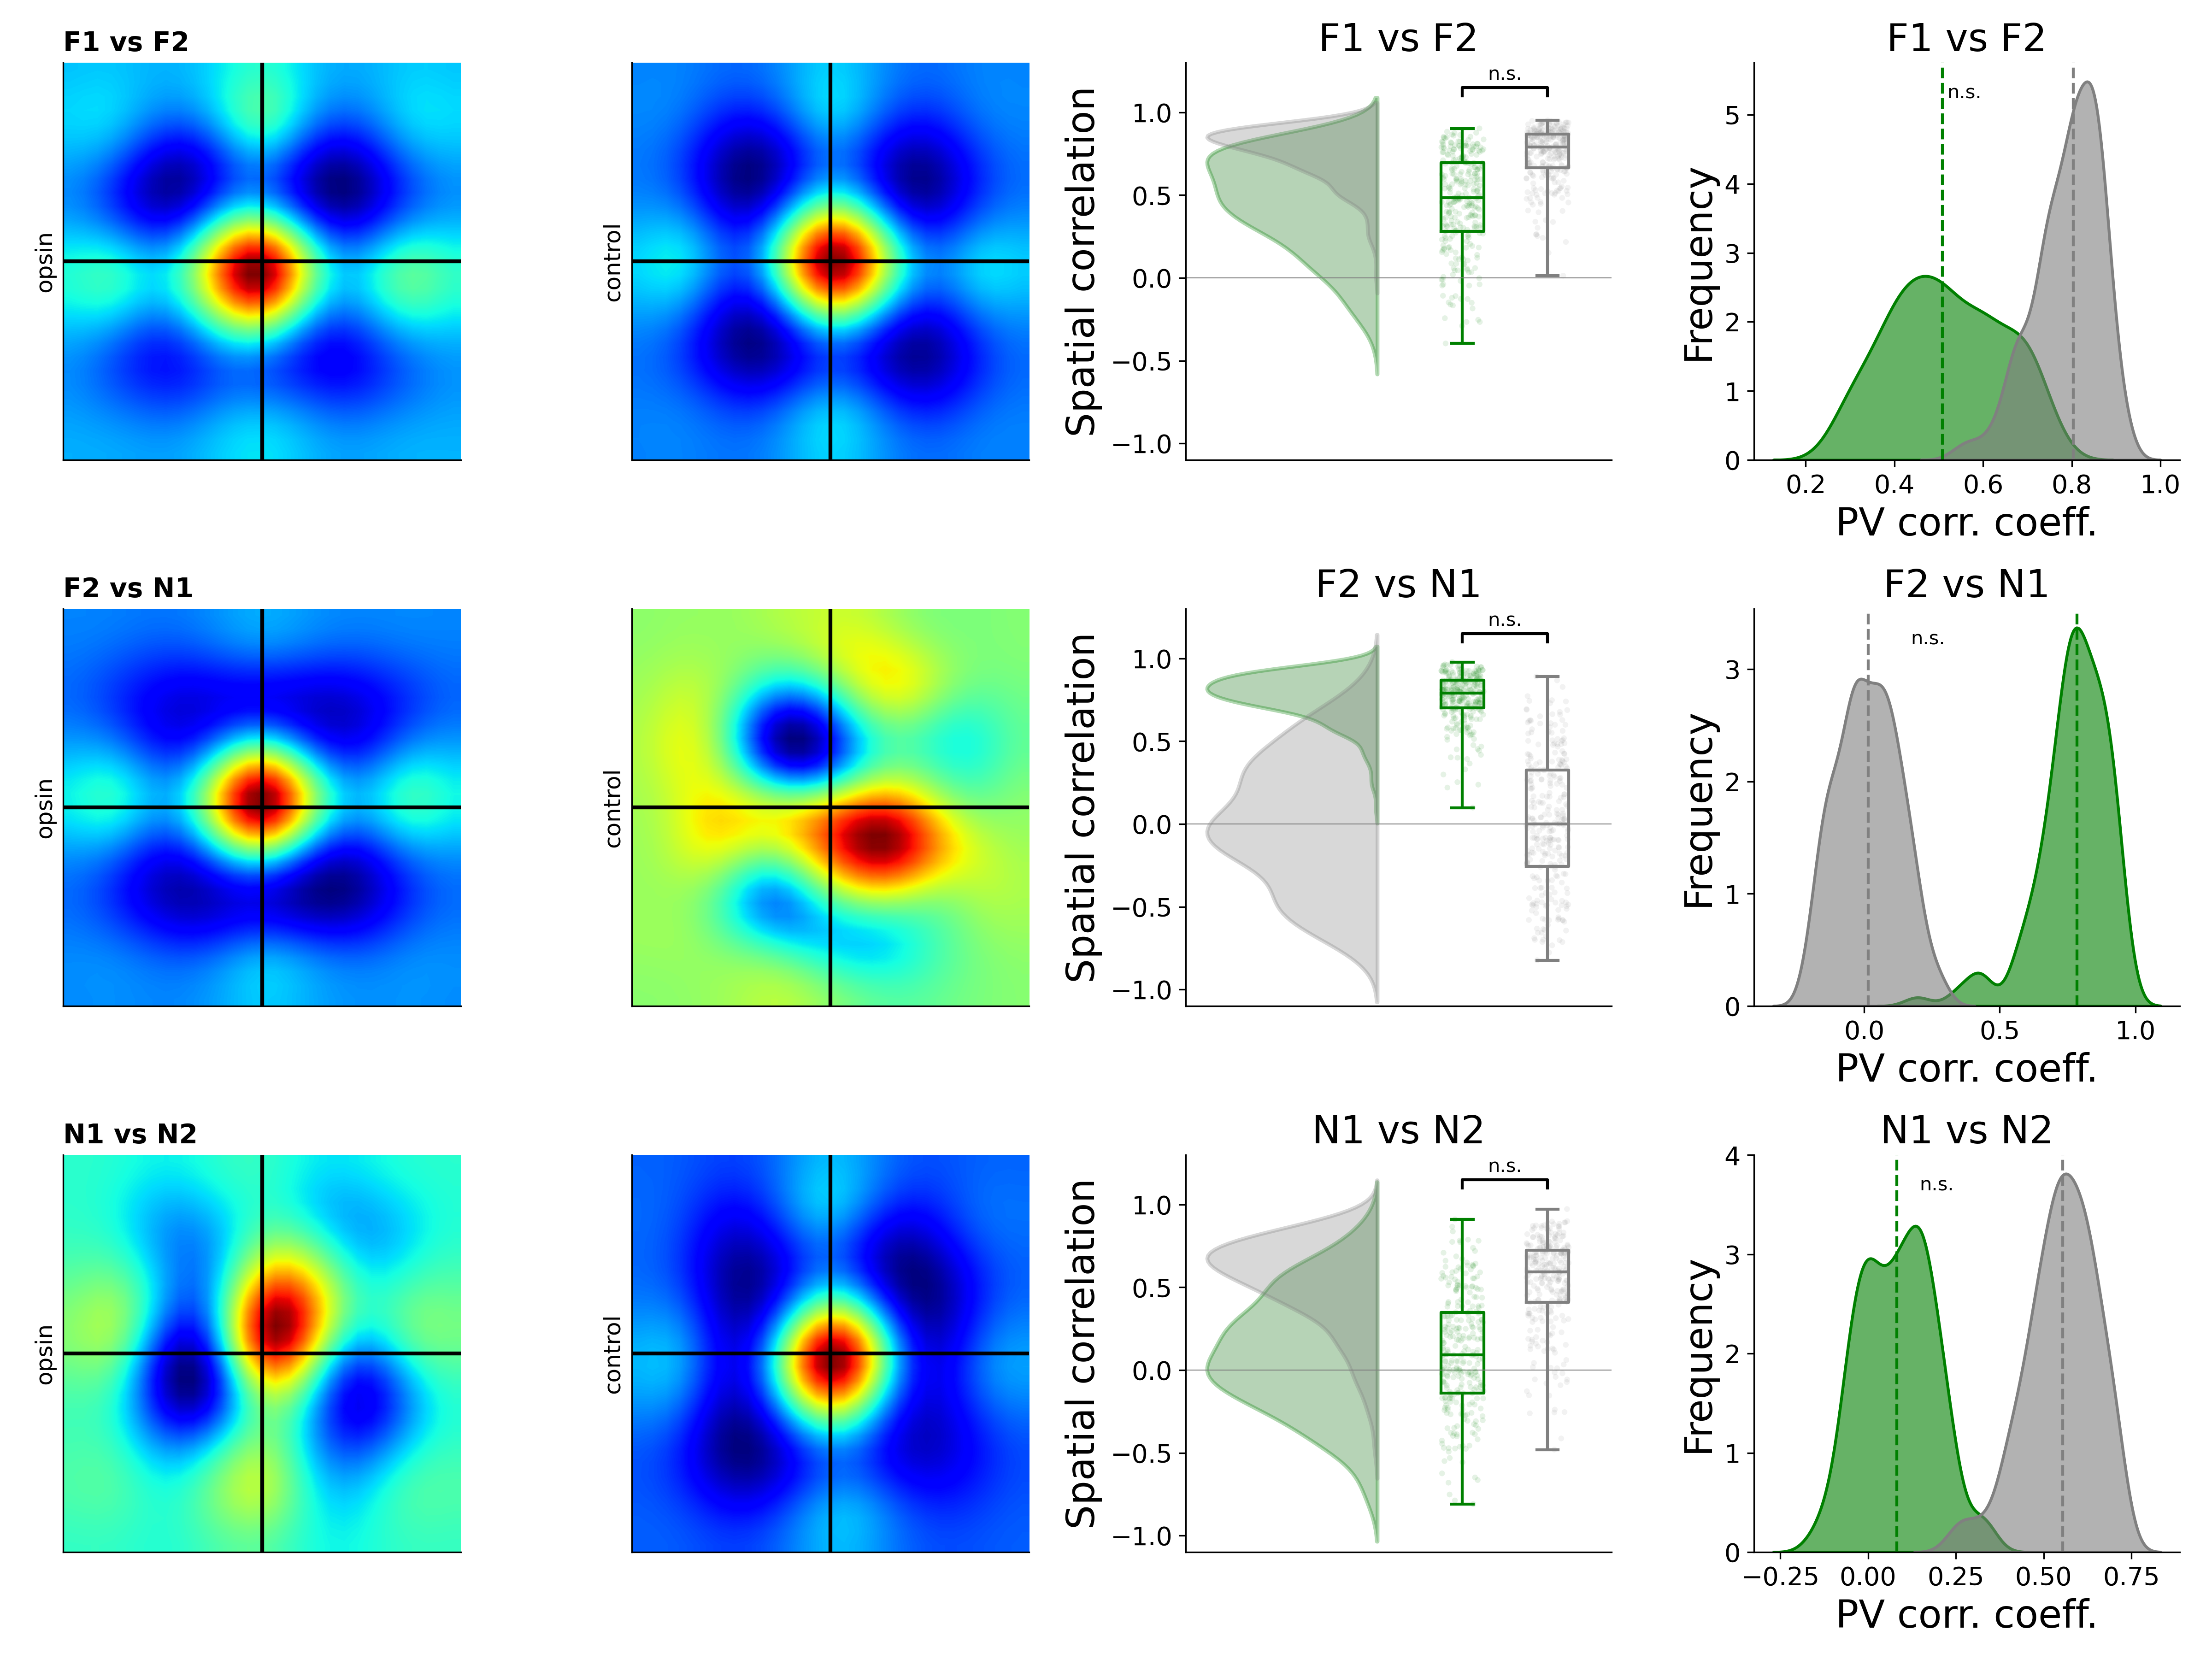 F1 vs F2
opsin
control
F1 vs F2
Spatial correlation
1.0
0.5
0.0
−0.5
−1.0
n.s.
F1 vs F2
Frequency
5
4
3
2
1
0
n.s.
0.2 0.4 0.6 0.8 1.0
PV corr. coeff.
F2 vs N1
opsin
control
F2 vs N1
Spatial correlation
1.0
0.5
0.0
−0.5
−1.0
n.s.
F2 vs N1
Frequency
3
2
1
0
n.s.
0.0 0.5 1.0
PV corr. coeff.
N1 vs N2
opsin
control
N1 vs N2
Spatial correlation
1.0
0.5
0.0
−0.5
−1.0
n.s.
N1 vs N2
Frequency
4
3
2
1
0
n.s.
−0.25 0.00 0.25 0.50 0.75
PV corr. coeff.